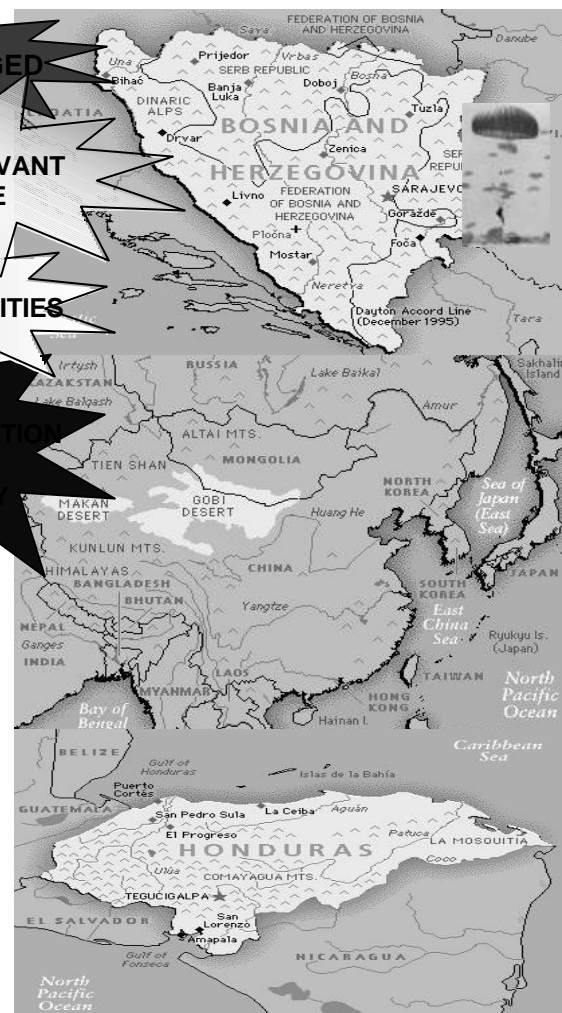 GED
VANT
E
ITIES
TION
Y
FEDERATION OF BOSNIA
AND HERZEGOVINA
Sava
Danube
Una
Prijedor
Vrbas
SERB REPUBLIC
Bosna
Bihać
Banja
Luka
Doboj
CROATIA
DINARIC
ALPS
Tuzla
BOSNIA AND
Drvar
Zenica
SER
REPU
HERZEGOVINA
SARAJEVO
Livno
FEDERATION
OF BOSNIA AND
HERZEGOVINA
Goražde
Pločna
Foča
Mostar
Neretva
Dayton Accord Line
(December 1995)
Tara
Sea
Irtysh
RUSSIA
Lake Baikal
Sakhalin
Island
KAZAKSTAN
Lake Balqash
Amur
ALTAI MTS.
MONGOLIA
TIEN SHAN
NORTH
KOREA
Sea of
Japan
(East
Sea)
MAKAN
DESERT
GOBI
DESERT
Huang He
KUNLUN MTS.
CHINA
JAPAN
HIMALAYAS
BANGLADESH
SOUTH
KOREA
BHUTAN
Yangtze
East
China
Sea
NEPAL
Ganges
INDIA
Ryukyu Is.
(Japan)
LAOS
TAIWAN
MYANMAR
HONG
KONG
North
Pacific
Ocean
Bay of
Bengal
Hainan I.
BELIZE
Caribbean
Sea
Gulf of
Honduras
Islas de la Bahía
Puerto
Cortés
GUATEMALA
San Pedro Sula
La Ceiba
Aguán
El Progreso
Patuca
LA MOSQUITIA
HONDURAS
Coco
Ulúa
COMAYAGUA MTS.
TEGUCIGALPA
EL SALVADOR
San
Lorenzo
Amapala
Gulf of
Fonseca
NICARAGUA
North
Pacific
Ocean